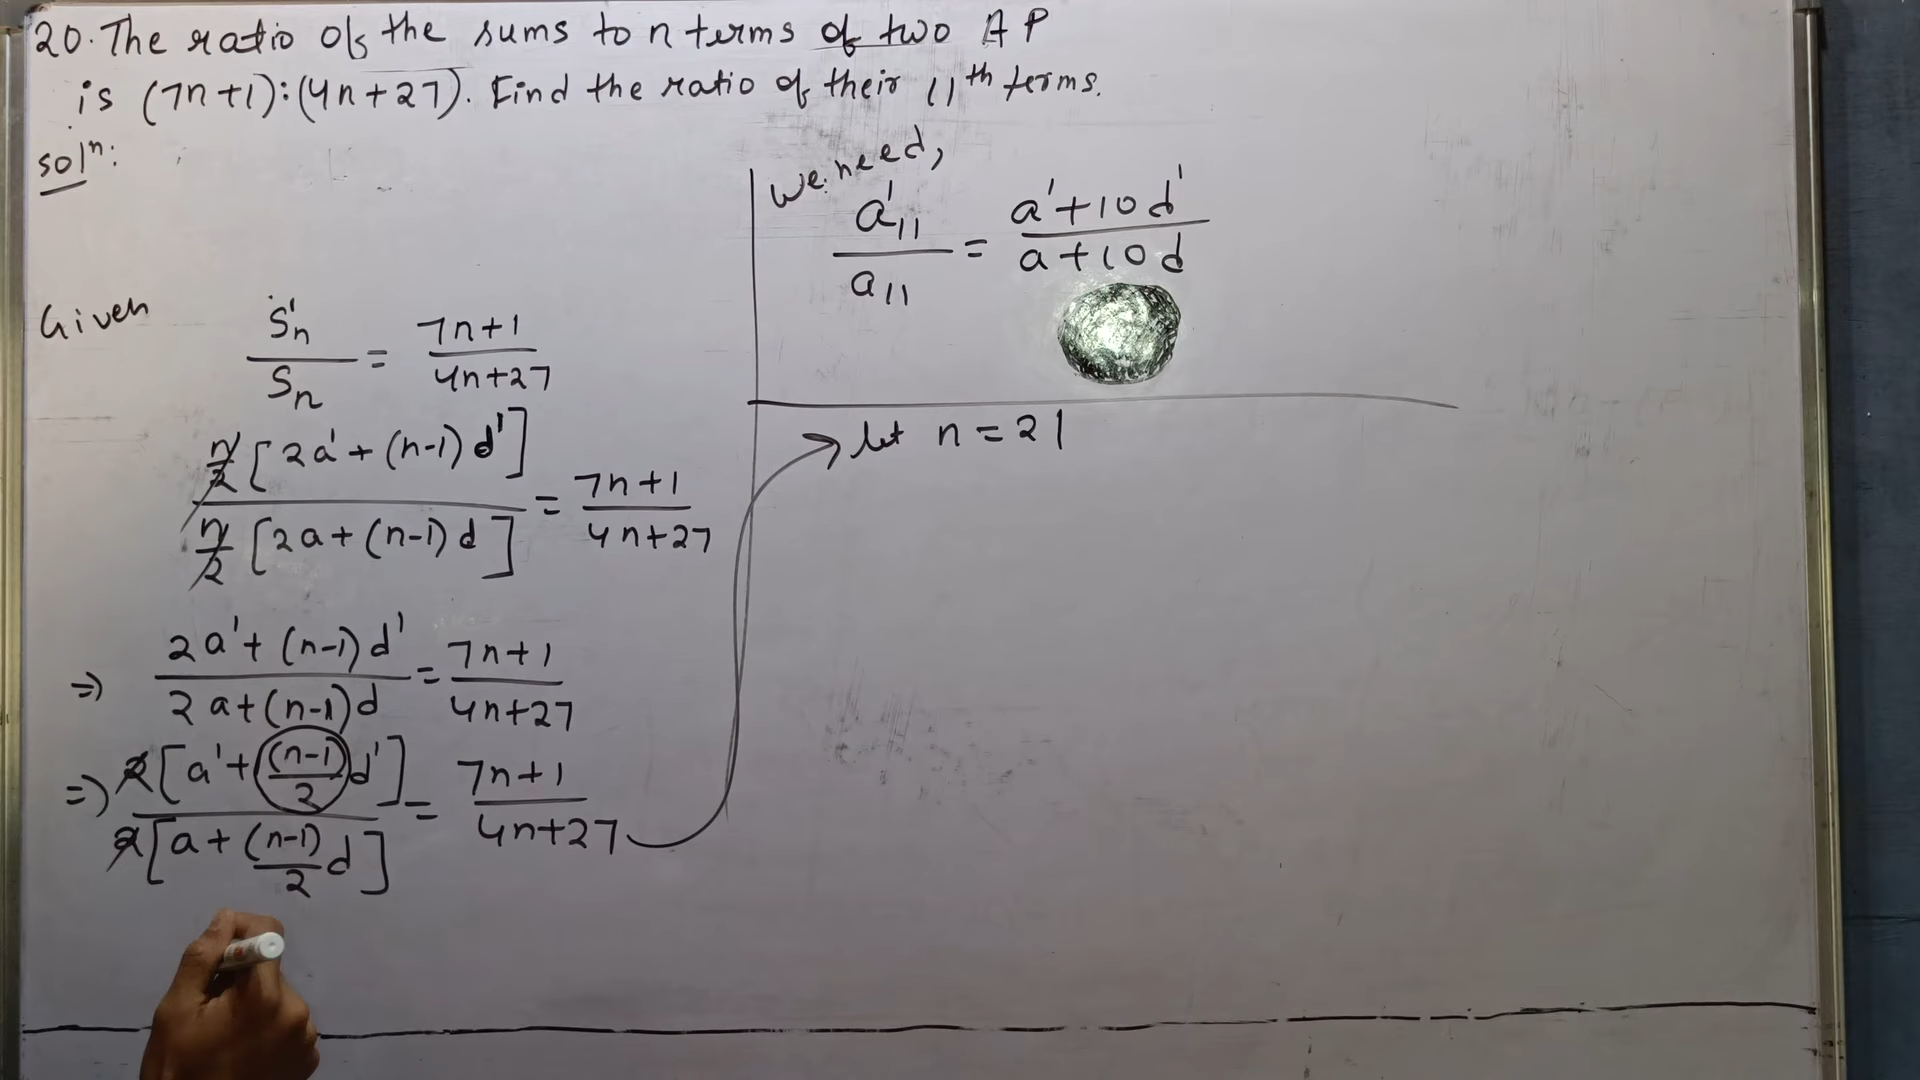 20. The ratio of the sums to n terms of two AP
is (7n+1):(4n+27). Find the ratio of their 11th terms.
solⁿ:
Given
S'n/Sn = (7n+1)/(4n+27)
n/2[2a'+(n-1)d'] / n/2[2a+(n-1)d] = (7n+1)/(4n+27)
=> (2a'+(n-1)d')/(2a+(n-1)d) = (7n+1)/(4n+27)
=> 2[a'+(n-1)/2 d'] / 2[a+(n-1)/2 d] = (7n+1)/(4n+27)
We need,
a'11/a11 = (a'+10d')/(a+10d)
let n = 21